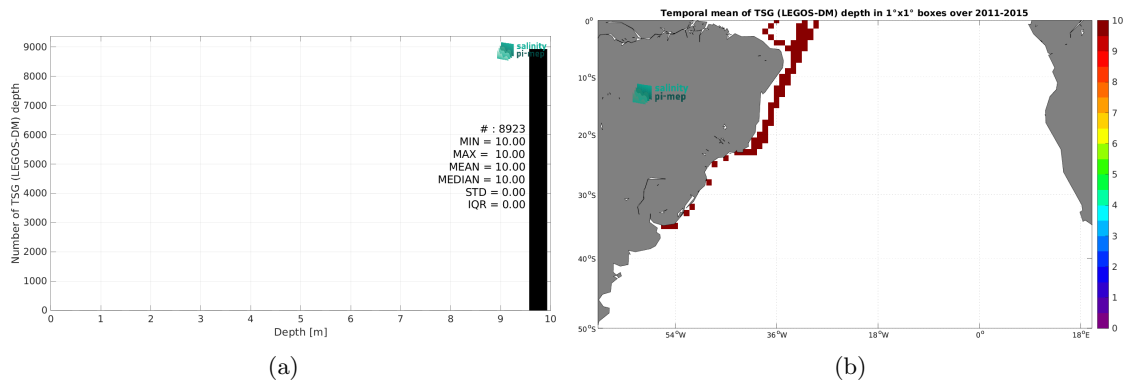 Number of TSG (LEGOS-DM) depth
9000
8000
7000
6000
5000
4000
3000
2000
1000
0
salinity
pi-mep
# : 8923
MIN = 10.00
MAX = 10.00
MEAN = 10.00
MEDIAN = 10.00
STD = 0.00
IQR = 0.00
0 1 2 3 4 5 6 7 8 9 10
Depth [m]
(a)
Temporal mean of TSG (LEGOS-DM) depth in 1°x1° boxes over 2011-2015
0°
10°S
20°S
30°S
40°S
50°S
salinity
pi-mep
54°W 36°W 18°W 0° 18°E
10
9
8
7
6
5
4
3
2
1
0
(b)